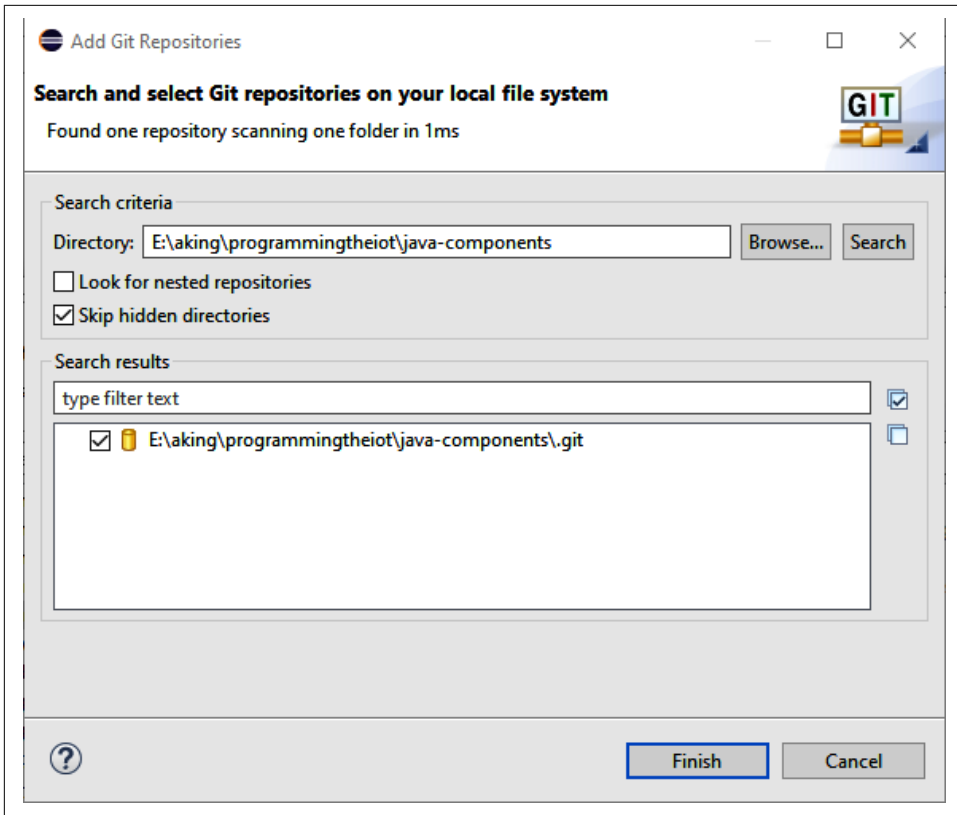 Add Git Repositories
Search and select Git repositories on your local file system
Found one repository scanning one folder in 1ms
GIT
Search criteria
Directory: E:\aking\programmingtheiot\java-components Browse... Search
Look for nested repositories
Skip hidden directories
Search results
type filter text
E:\aking\programmingtheiot\java-components\.git
? Finish Cancel